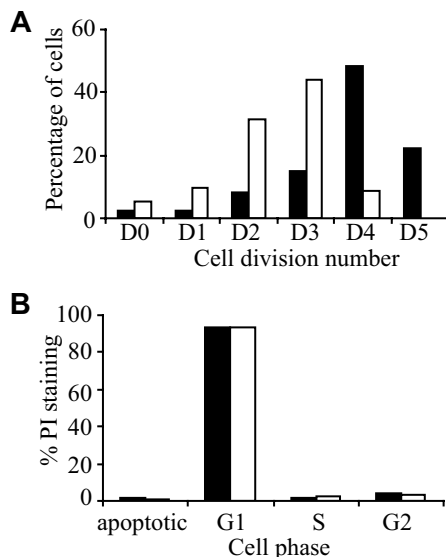 A
60
40
20
0
Percentage of cells
D0 D1 D2 D3 D4 D5
Cell division number
B
100
80
60
40
20
0
% PI staining
apoptotic G1 S G2
Cell phase